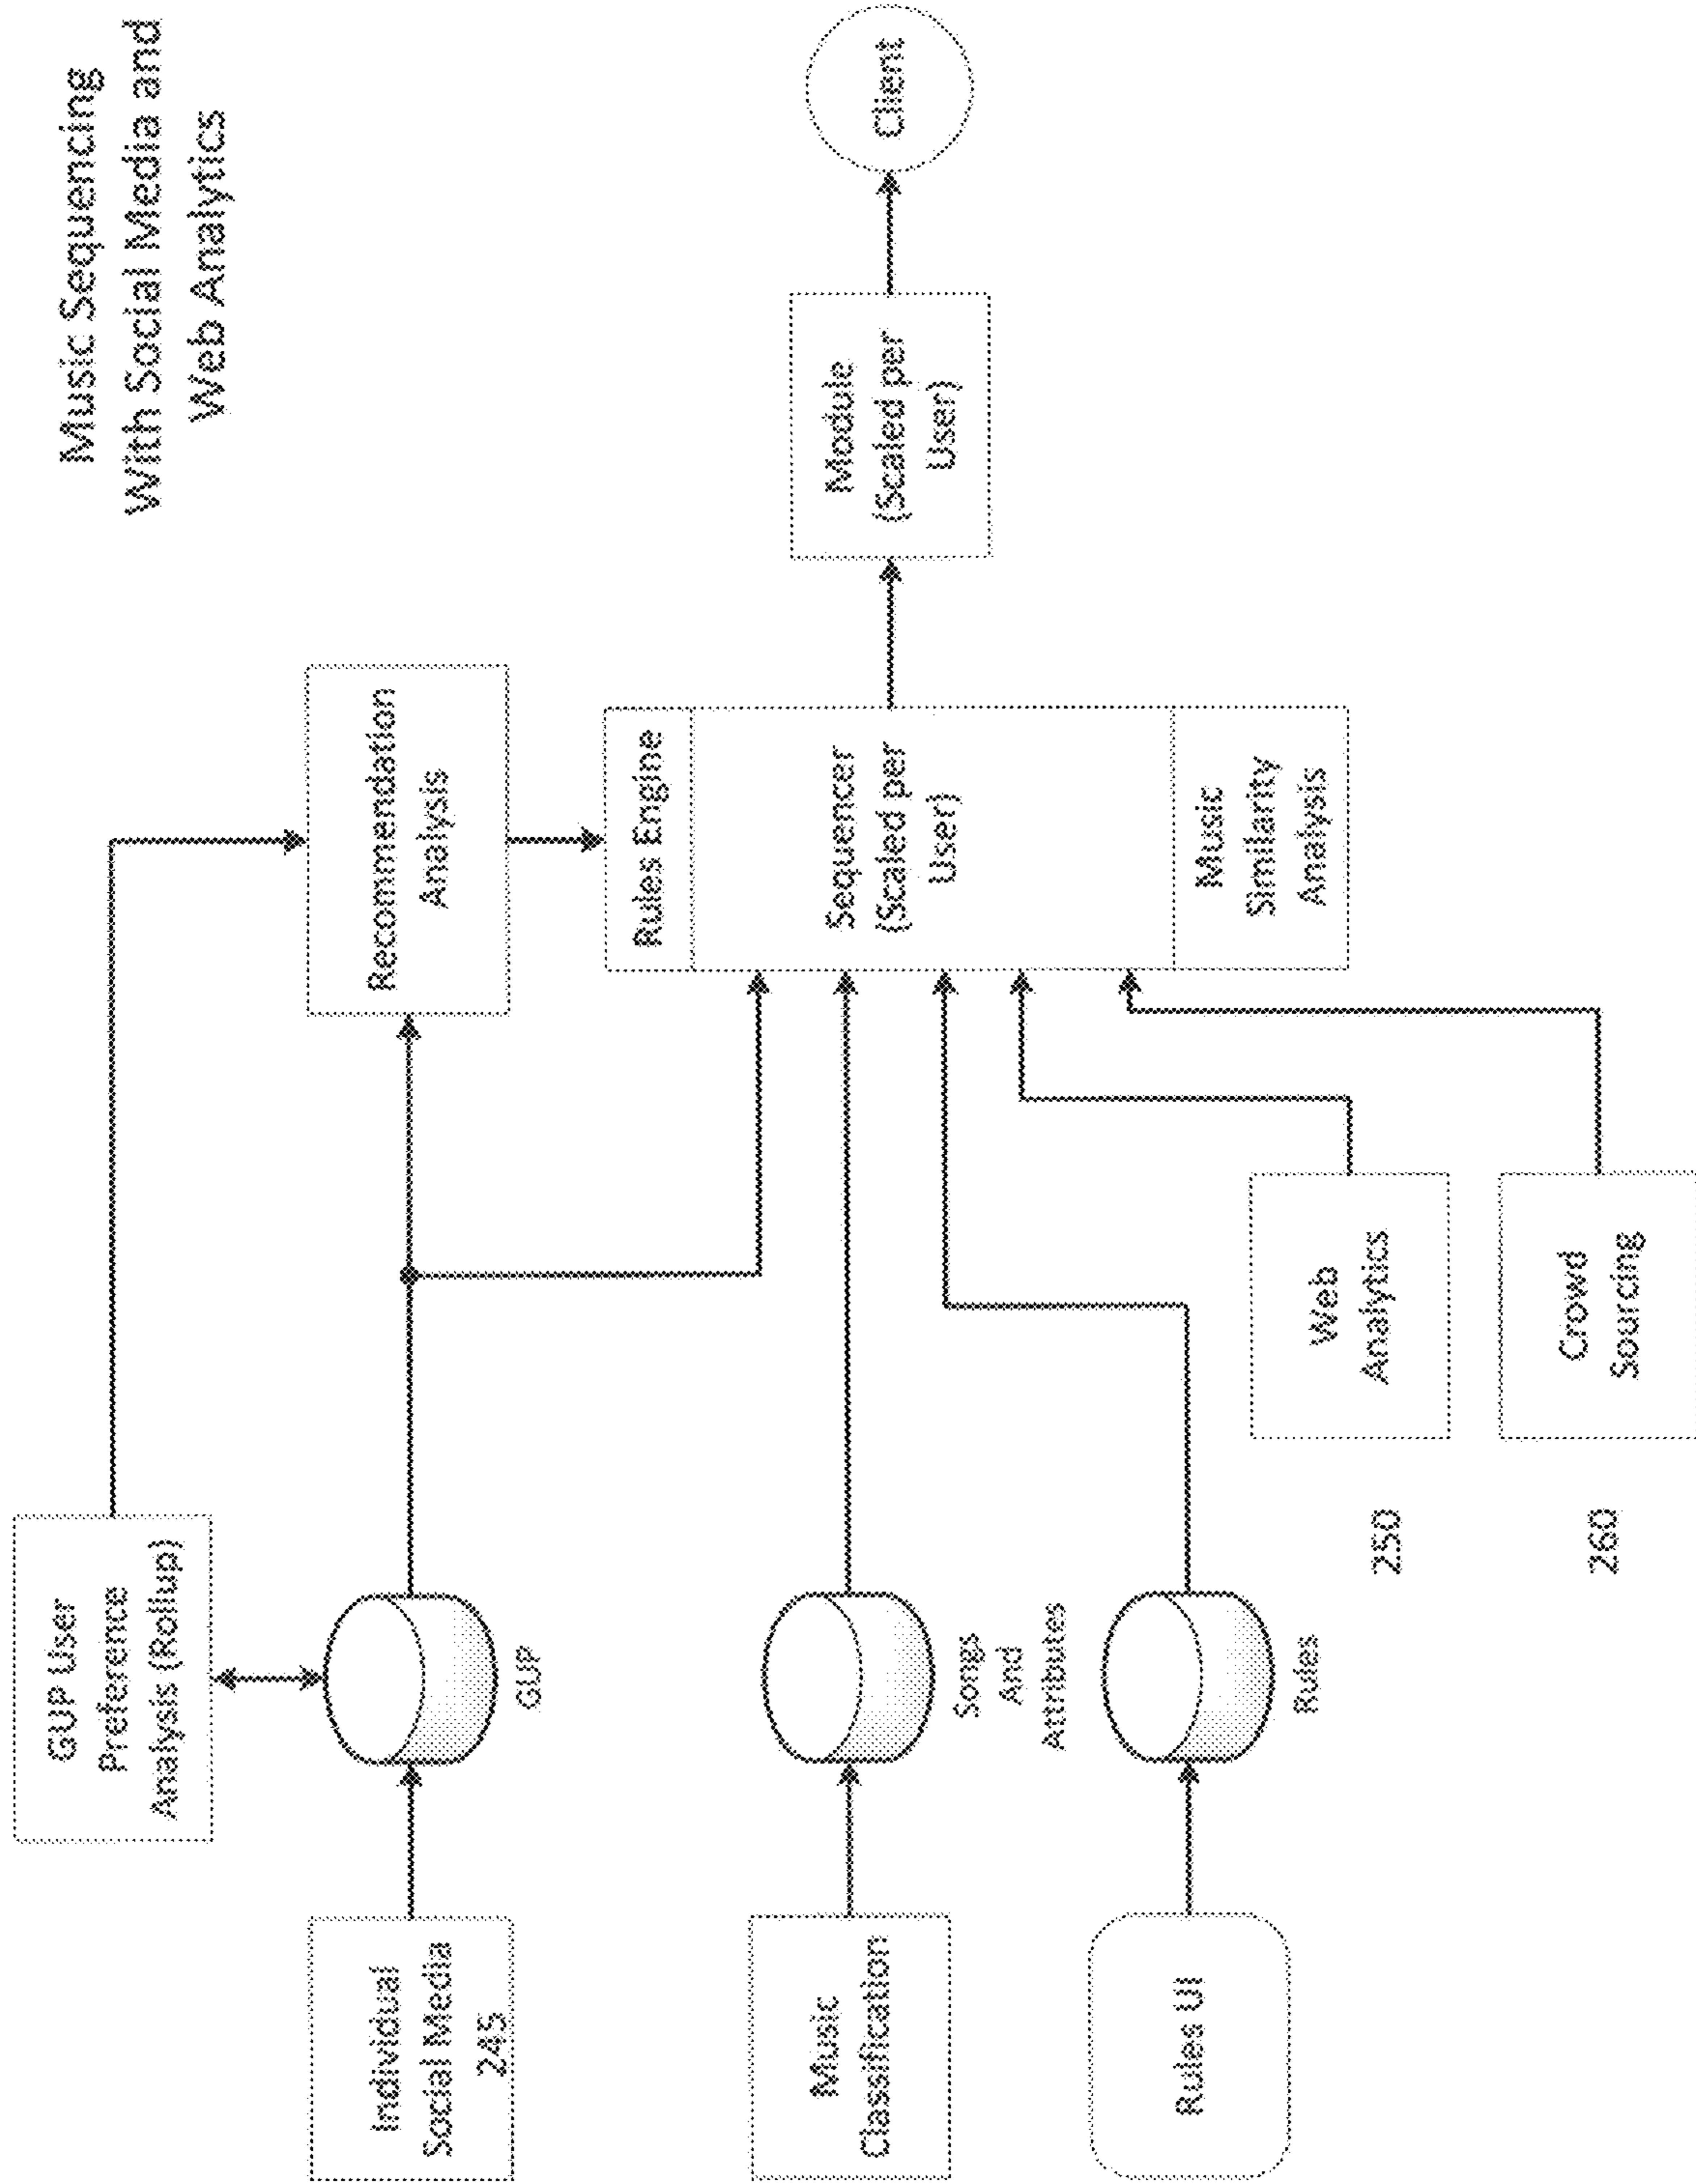 Music Sequencing
With Social Media and
Web Analytics
GUP User
Preference
Analysis (Rollup)
Recommendation
Analysis
Individual
Social Media
245
GUP
Rules Engine
Sequencer
(Scaled per
User)
Music
Similarity
Analysis
Module
(Scaled per
User)
Client
Music
Classification
Songs
And
Attributes
Rules UI
Rules
Web
Analytics
250
Crowd
Sourcing
260